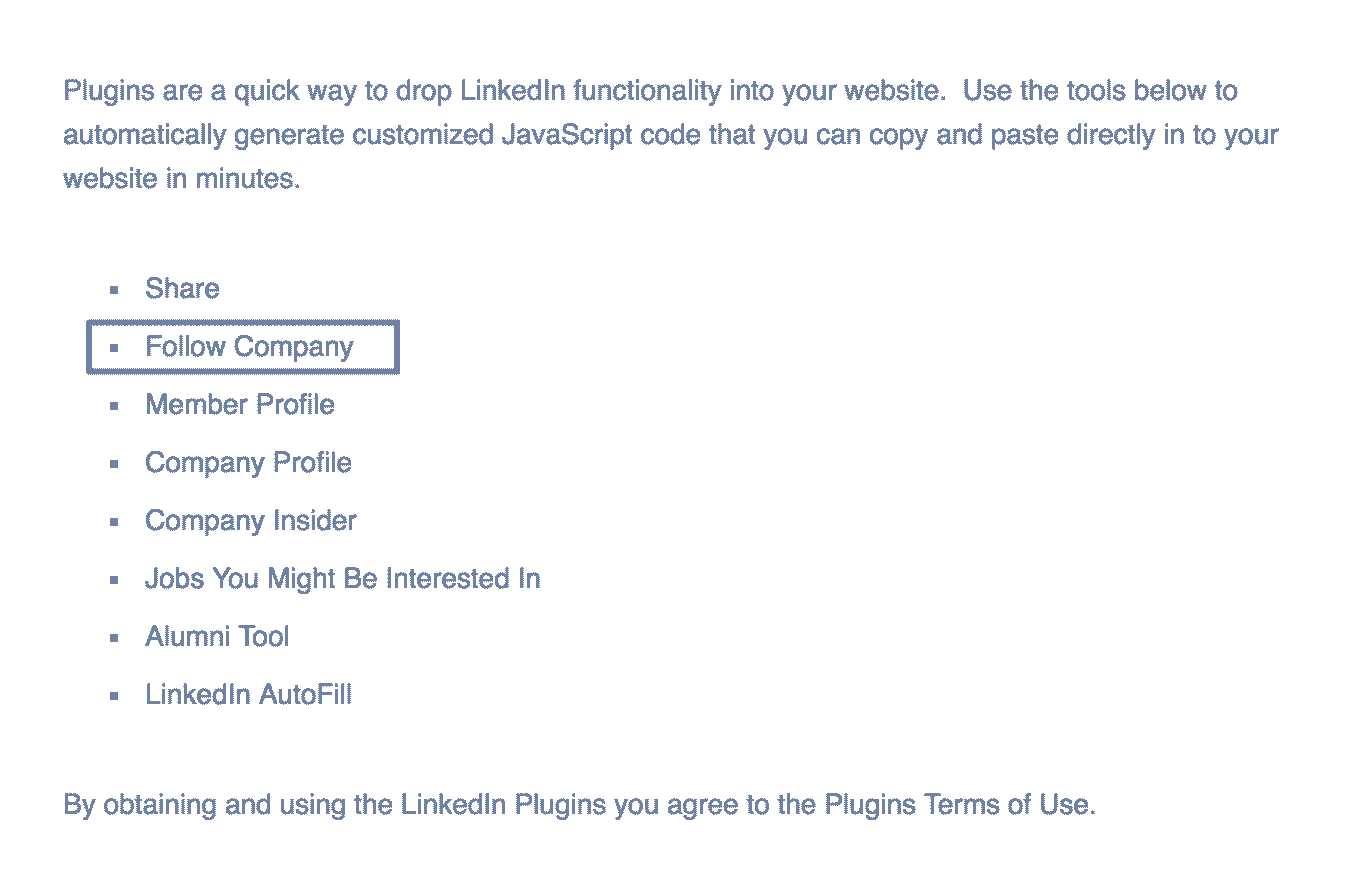 Plugins are a quick way to drop LinkedIn functionality into your website.  Use the tools below to
automatically generate customized JavaScript code that you can copy and paste directly in to your
website in minutes.
Share
Follow Company
Member Profile
Company Profile
Company Insider
Jobs You Might Be Interested In
Alumni Tool
LinkedIn AutoFill
By obtaining and using the LinkedIn Plugins you agree to the Plugins Terms of Use.